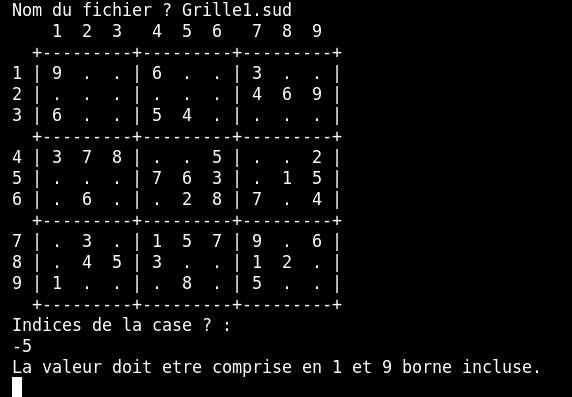 Nom du fichier ? Grille1.sud
    1  2  3   4  5  6   7  8  9
  +---------+---------+---------+
1 | 9  .  . | 6  .  . | 3  .  . |
2 | .  .  . | .  .  . | 4  6  9 |
3 | 6  .  . | 5  4  . | .  .  . |
  +---------+---------+---------+
4 | 3  7  8 | .  .  5 | .  .  2 |
5 | .  .  . | 7  6  3 | .  1  5 |
6 | .  6  . | .  2  8 | 7  .  4 |
  +---------+---------+---------+
7 | .  3  . | 1  5  7 | 9  .  6 |
8 | .  4  5 | 3  .  . | 1  2  . |
9 | 1  .  . | .  8  . | 5  .  . |
  +---------+---------+---------+
Indices de la case ? :
-5
La valeur doit etre comprise en 1 et 9 borne incluse.